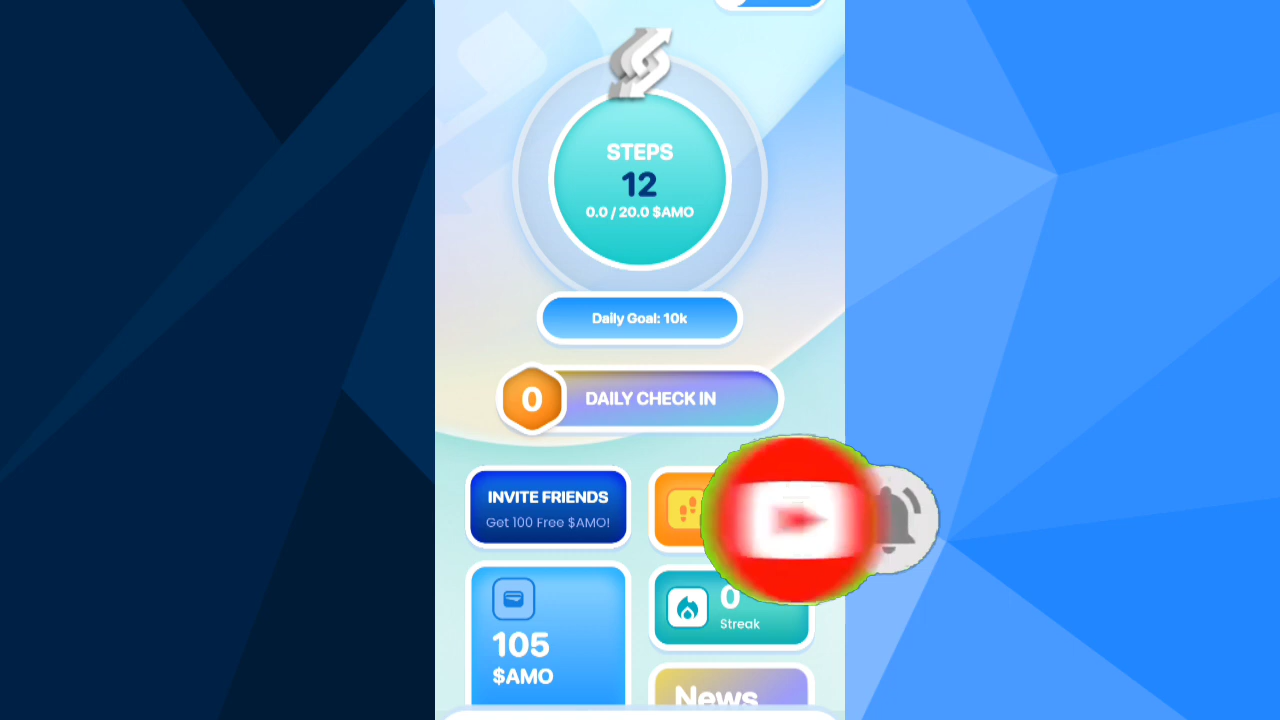 STEPS
12
0.0 / 20.0 $AMO
Daily Goal: 10k
0
DAILY CHECK IN
INVITE FRIENDS
Get 100 Free $AMO!
105
$AMO
0
Streak
News